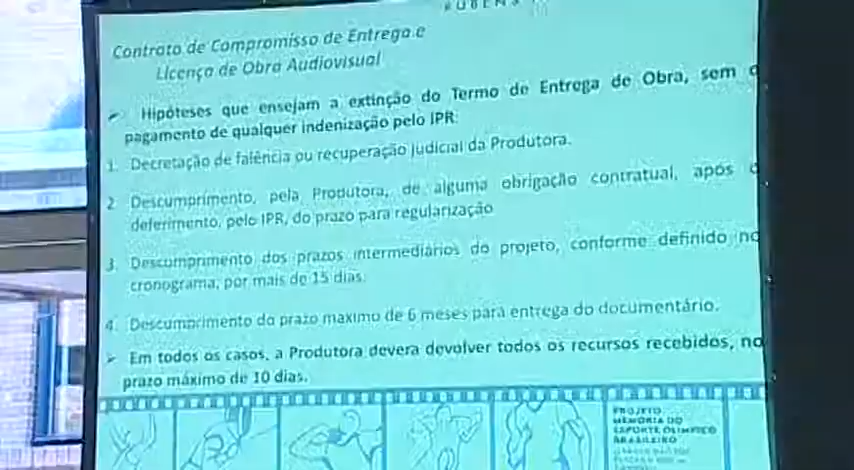 Contrato de Compromisso de Entrega e
Licença de Obra Audiovisual
➢ Hipóteses que ensejam a extinção do Termo de Entrega de Obra, sem o
pagamento de qualquer indenização pelo IPR:
1. Decretação de falência ou recuperação judicial da Produtora.
2 Descumprimento, pela Produtora, de alguma obrigação contratual, após o
deferimento, pelo IPR, do prazo para regularização
3. Descumprimento dos prazos intermediários do projeto, conforme definido no
cronograma, por mais de 15 dias.
4. Descumprimento do prazo maximo de 6 meses para entrega do documentário.
➢ Em todos os casos, a Produtora devera devolver todos os recursos recebidos, no
prazo máximo de 10 dias.
PROJETO
MEMÓRIA DO
ESPORTE OLÍMPICO
BRASILEIRO